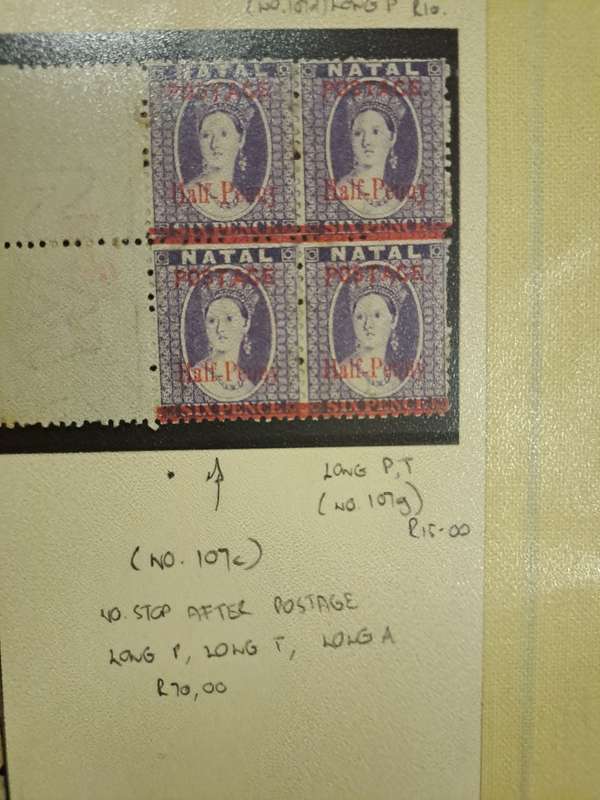 (NO. 107d) LONG P R10.
NATAL NATAL
POSTAGE POSTAGE
Half-Penny Half-Penny
SIX PENCE SIX PENCE
NATAL NATAL
POSTAGE POSTAGE
Half-Penny Half-Penny
SIX PENCE SIX PENCE
LONG P,T
(NO. 107g)
R15-00
(NO. 107c)
NO. STOP AFTER POSTAGE
LONG P, LONG T, LONG A
R70,00